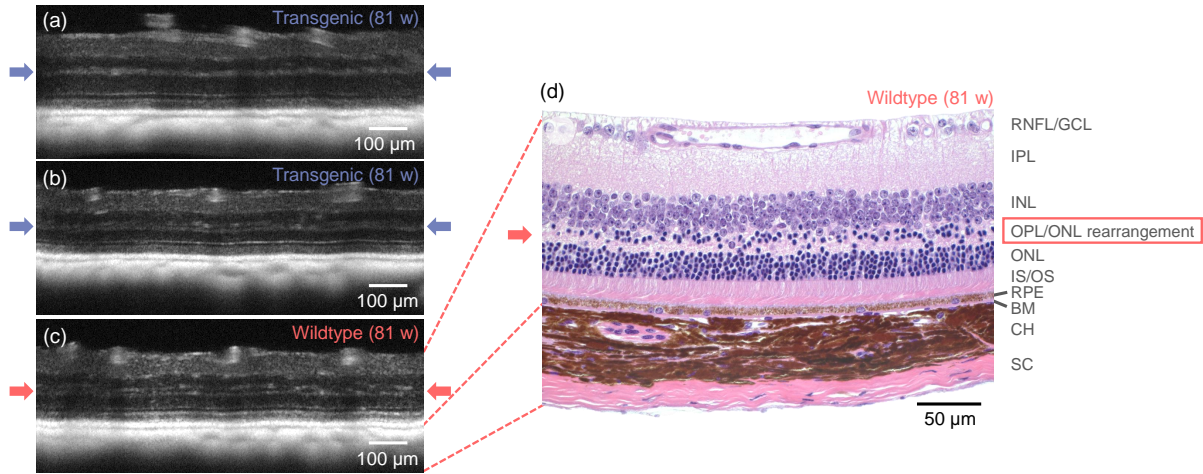 (a)
Transgenic (81 w)
100 µm
(b)
Transgenic (81 w)
100 µm
(c)
Wildtype (81 w)
100 µm
(d)
Wildtype (81 w)
RNFL/GCL
IPL
INL
OPL/ONL rearrangement
ONL
IS/OS
RPE
BM
CH
SC
50 µm